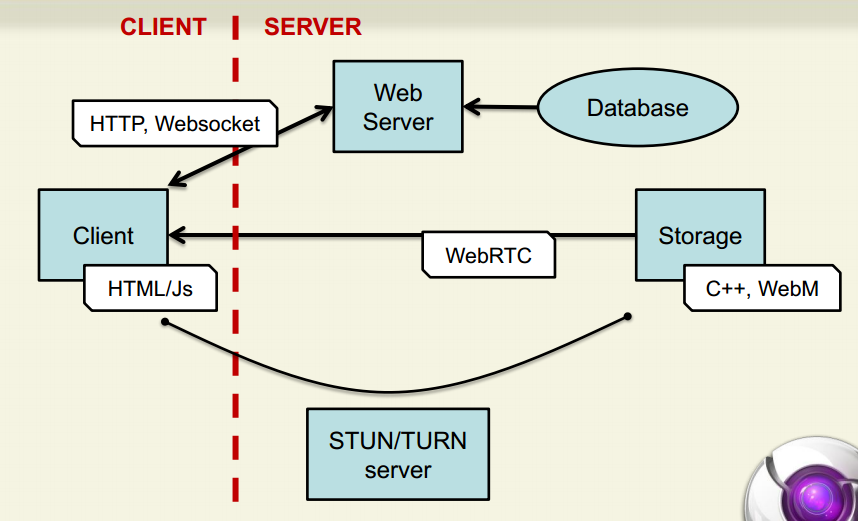 CLIENT
SERVER
Web
Server
Database
HTTP, Websocket
Client
HTML/Js
WebRTC
Storage
C++, WebM
STUN/TURN
server